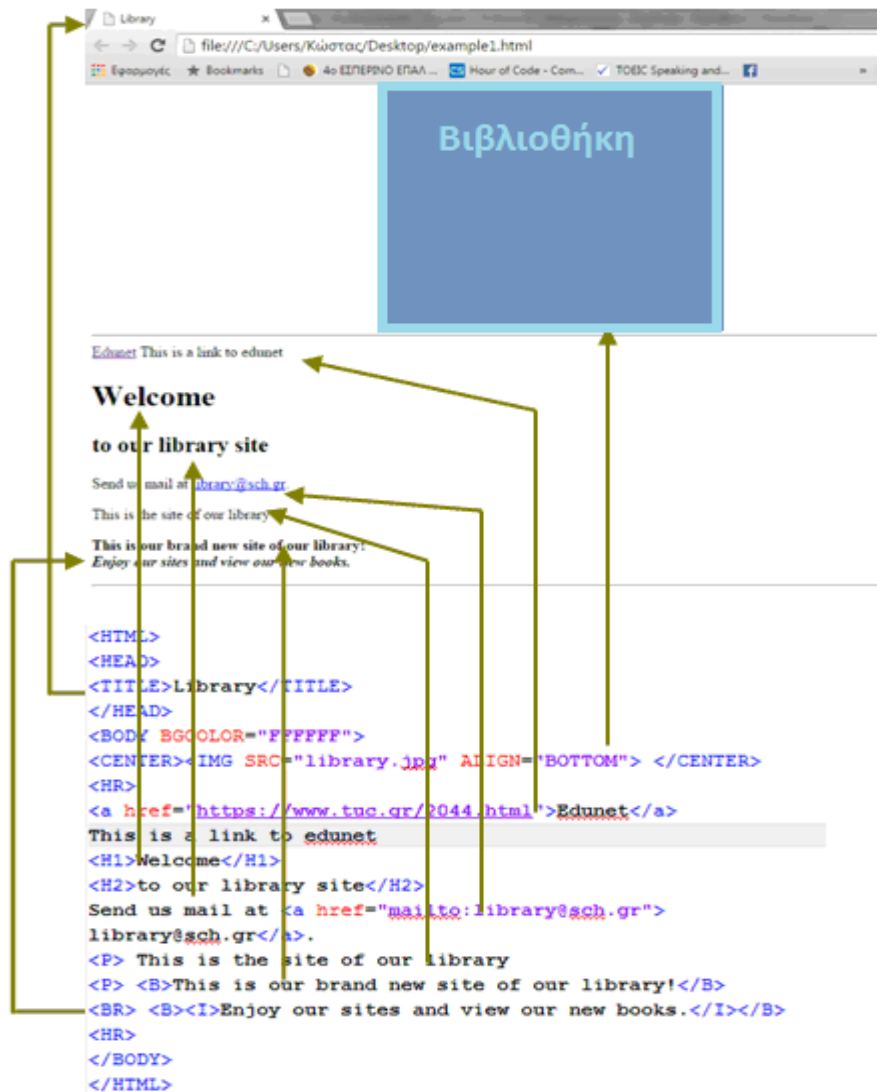 Library ×
file:///C:/Users/Κώστας/Desktop/example1.html
Εφαρμογές Bookmarks 4ο ΕΣΠΕΡΙΝΟ ΕΠΑΛ ... Hour of Code - Com... TOEIC Speaking and... »
Βιβλιοθήκη
Edunet This is a link to edunet
Welcome
to our library site
Send us mail at library@sch.gr.
This is the site of our library
This is our brand new site of our library!
Enjoy our sites and view our new books.
<HTML>
<HEAD>
<TITLE>Library</TITLE>
</HEAD>
<BODY BGCOLOR="FFFFFF">
<CENTER><IMG SRC="library.jpg" ALIGN="BOTTOM"> </CENTER>
<HR>
<a href="https://www.tuc.gr/2044.html">Edunet</a>
This is a link to edunet
<H1>Welcome</H1>
<H2>to our library site</H2>
Send us mail at <a href="mailto:library@sch.gr">
library@sch.gr</a>.
<P> This is the site of our library
<P> <B>This is our brand new site of our library!</B>
<BR> <B><I>Enjoy our sites and view our new books.</I></B>
<HR>
</BODY>
</HTML>